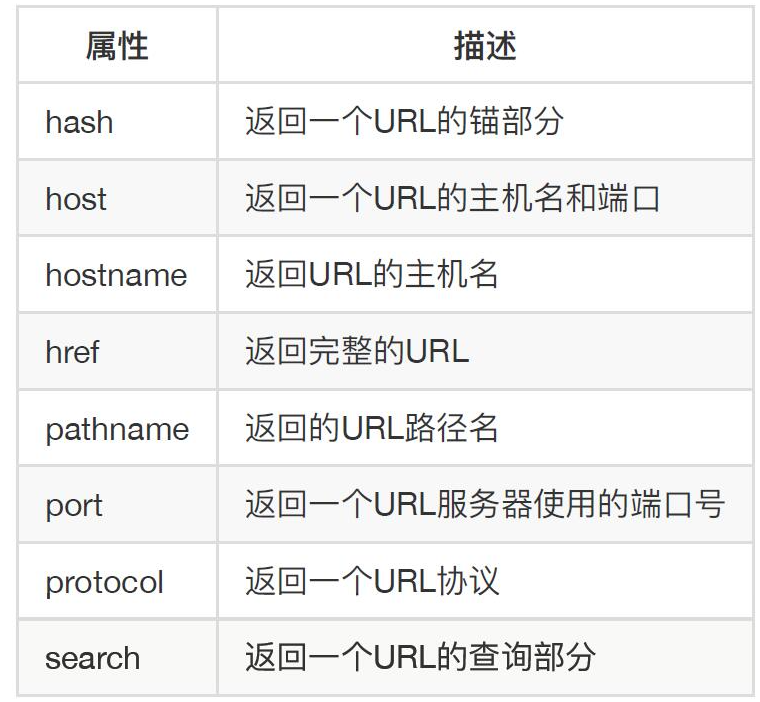 属性 描述
hash 返回一个URL的锚部分
host 返回一个URL的主机名和端口
hostname 返回URL的主机名
href 返回完整的URL
pathname 返回的URL路径名
port 返回一个URL服务器使用的端口号
protocol 返回一个URL协议
search 返回一个URL的查询部分